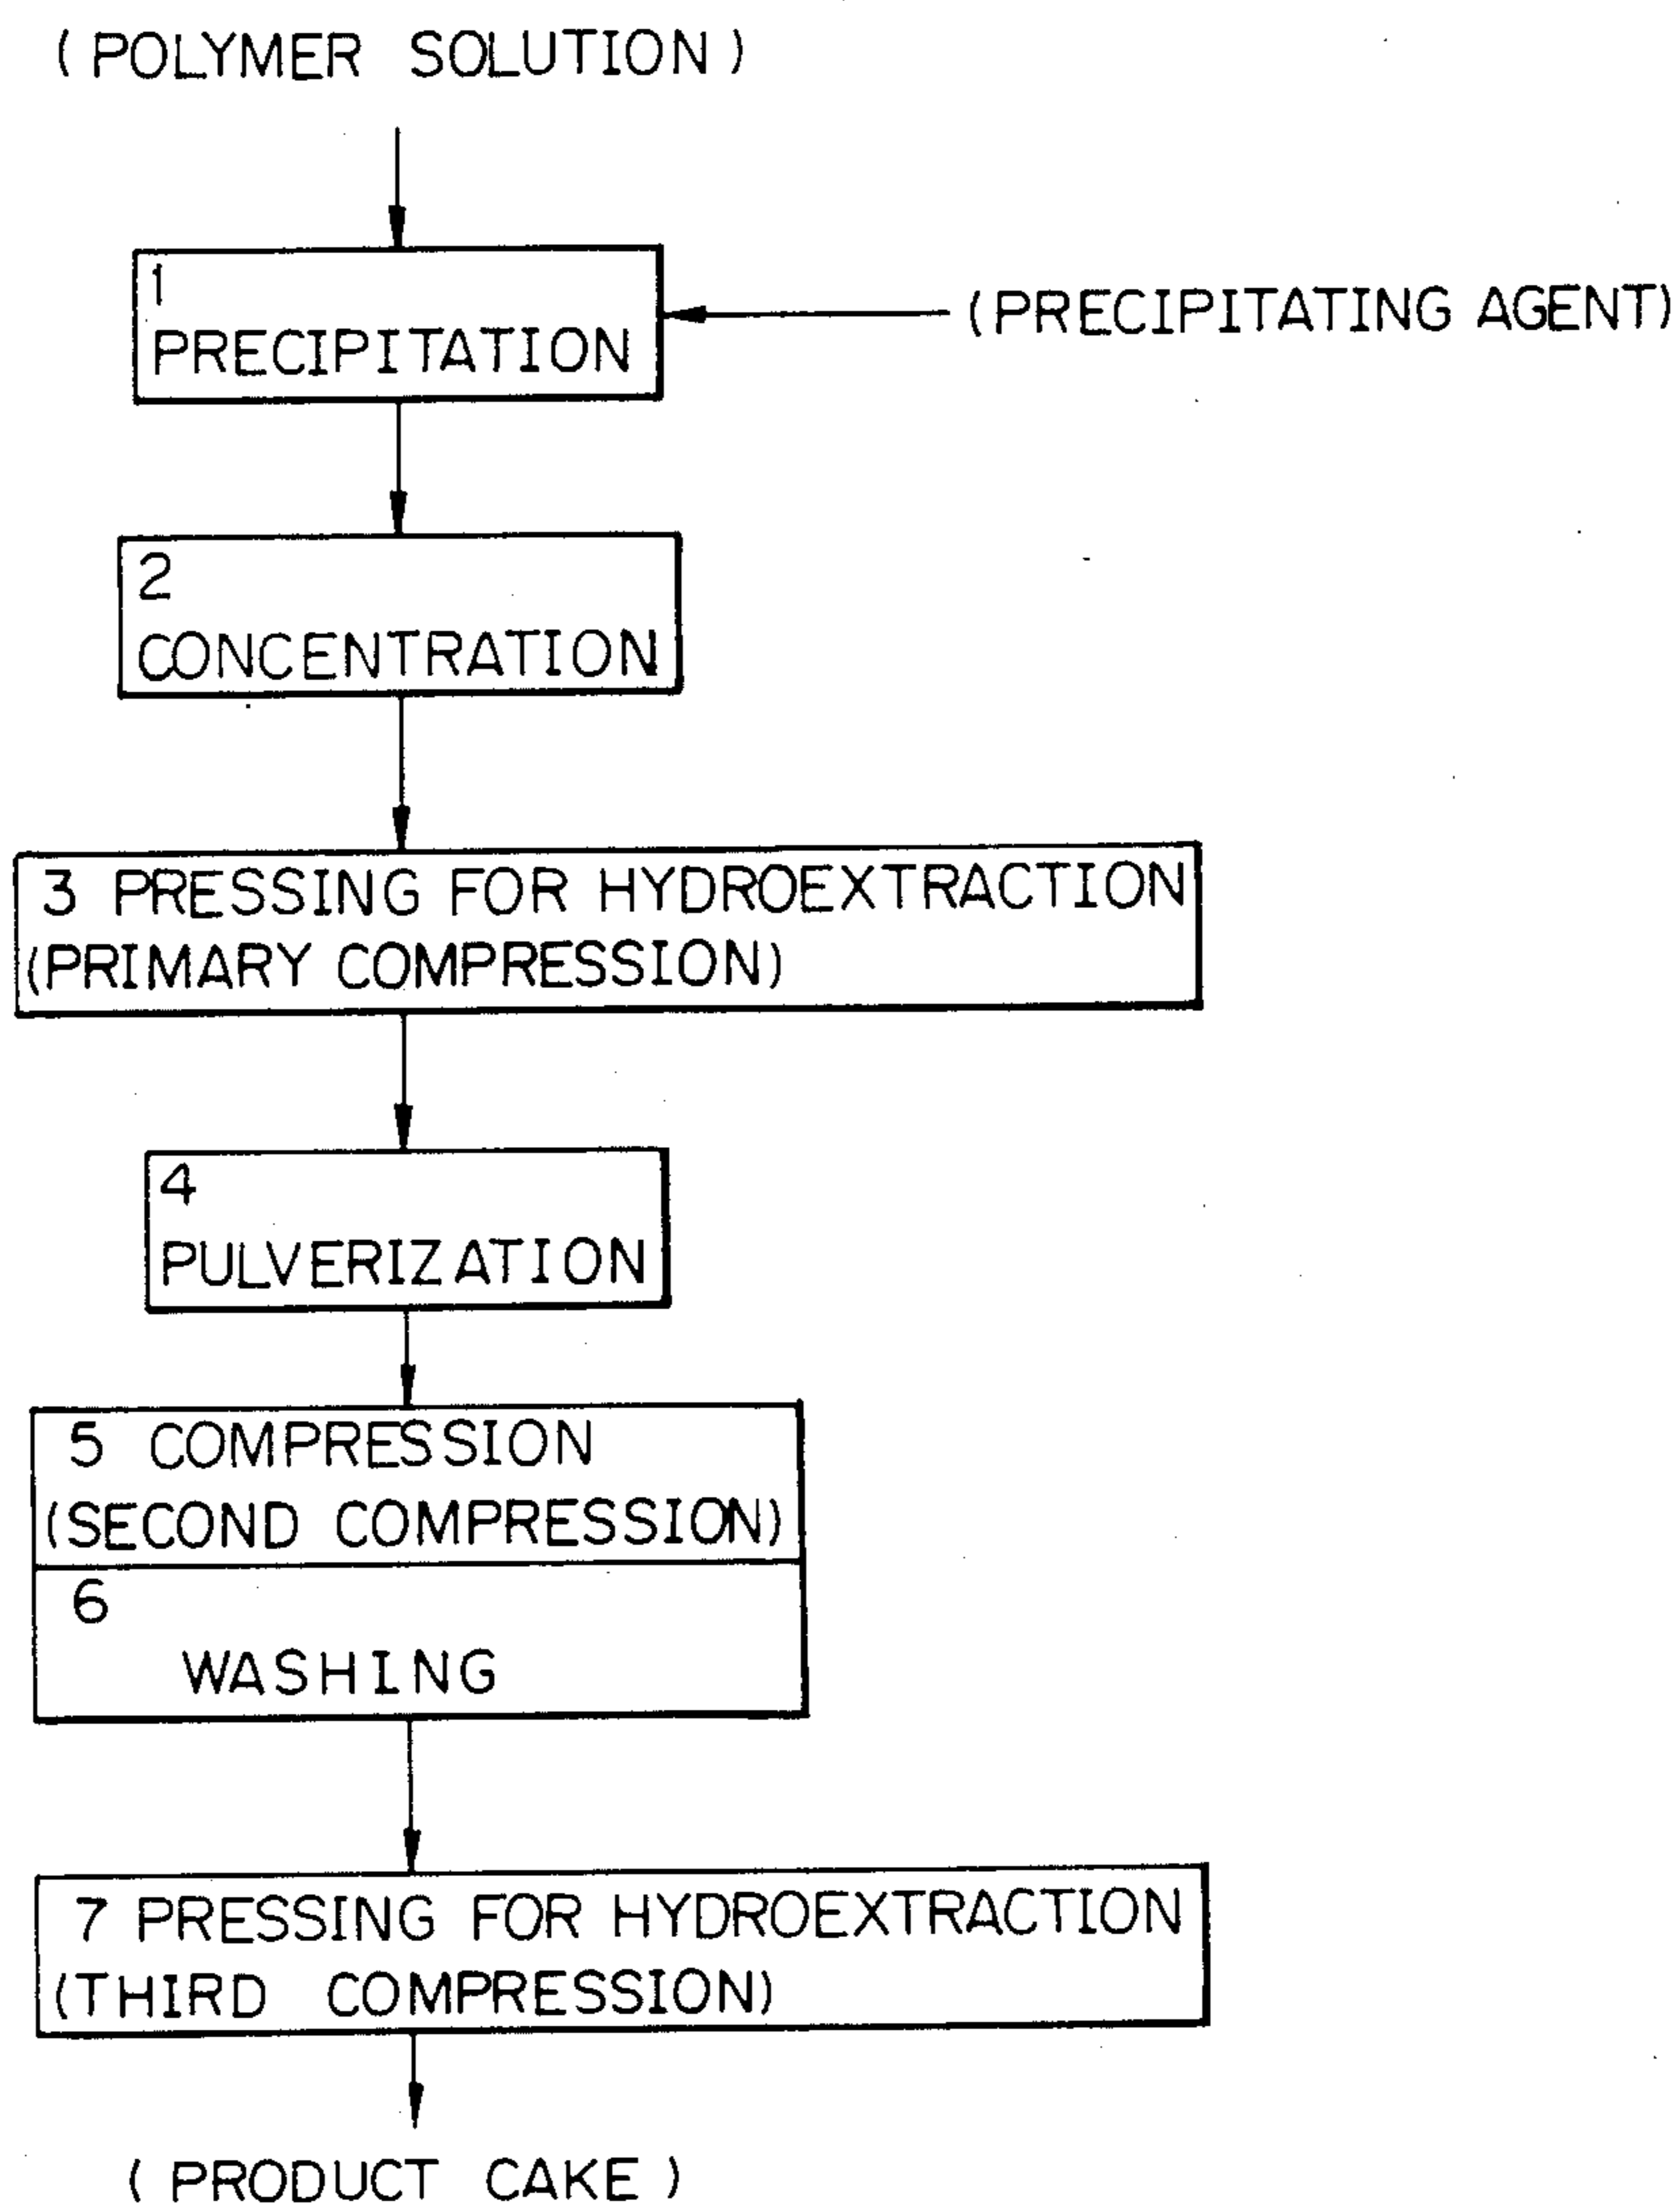 ( POLYMER SOLUTION )
1
PRECIPITATION
(PRECIPITATING AGENT)
2
CONCENTRATION
3 PRESSING FOR HYDROEXTRACTION
(PRIMARY COMPRESSION)
4
PULVERIZATION
5 COMPRESSION
(SECOND COMPRESSION)
6
WASHING
7 PRESSING FOR HYDROEXTRACTION
(THIRD COMPRESSION)
( PRODUCT CAKE )